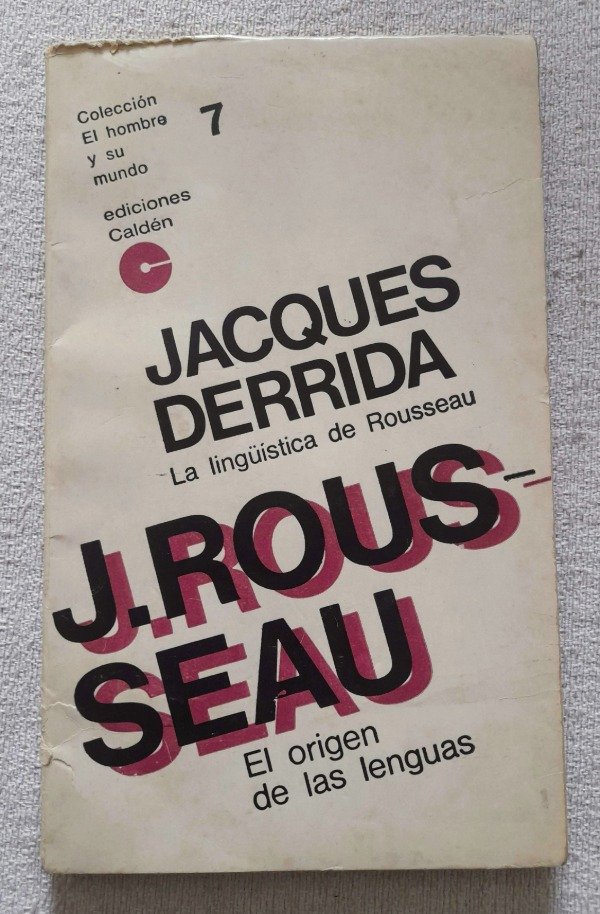 Colección
El hombre
y su
mundo
7
ediciones
Caldén
JACQUES
DERRIDA
La lingüística de Rousseau
J.ROUS-
SEAU
El origen
de las lenguas